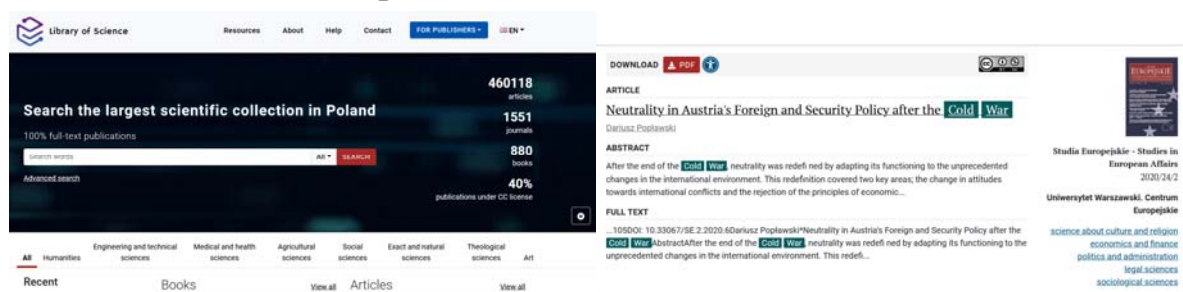 Library of Science
Resources About Help Contact FOR PUBLISHERS EN
460118
articles
Search the largest scientific collection in Poland
1551
journals
100% full-text publications
880
books
Search words All SEARCH
40%
publications under CC license
Advanced search
All Humanities Engineering and technical sciences Medical and health sciences Agricultural sciences Social sciences Exact and natural sciences Theological sciences Art
Recent Books View all Articles View all
DOWNLOAD PDF
ARTICLE
Neutrality in Austria's Foreign and Security Policy after the Cold War
Dariusz Popławski
ABSTRACT
After the end of the Cold War, neutrality was redefi ned by adapting its functioning to the unprecedented
changes in the international environment. This redefinition covered two key areas; the change in attitudes
towards international conflicts and the rejection of the principles of economic...
FULL TEXT
...105DOI: 10.33067/SE.2.2020.6Dariusz Popławski*Neutrality in Austria's Foreign and Security Policy after the
Cold War AbstractAfter the end of the Cold War, neutrality was redefi ned by adapting its functioning to the
unprecedented changes in the international environment. This redefi...
EUROPEJSKIE
Studia Europejskie - Studies in
European Affairs
2020/24/2
Uniwersytet Warszawski. Centrum
Europejskie
science about culture and religion
economics and finance
politics and administration
legal sciences
sociological sciences